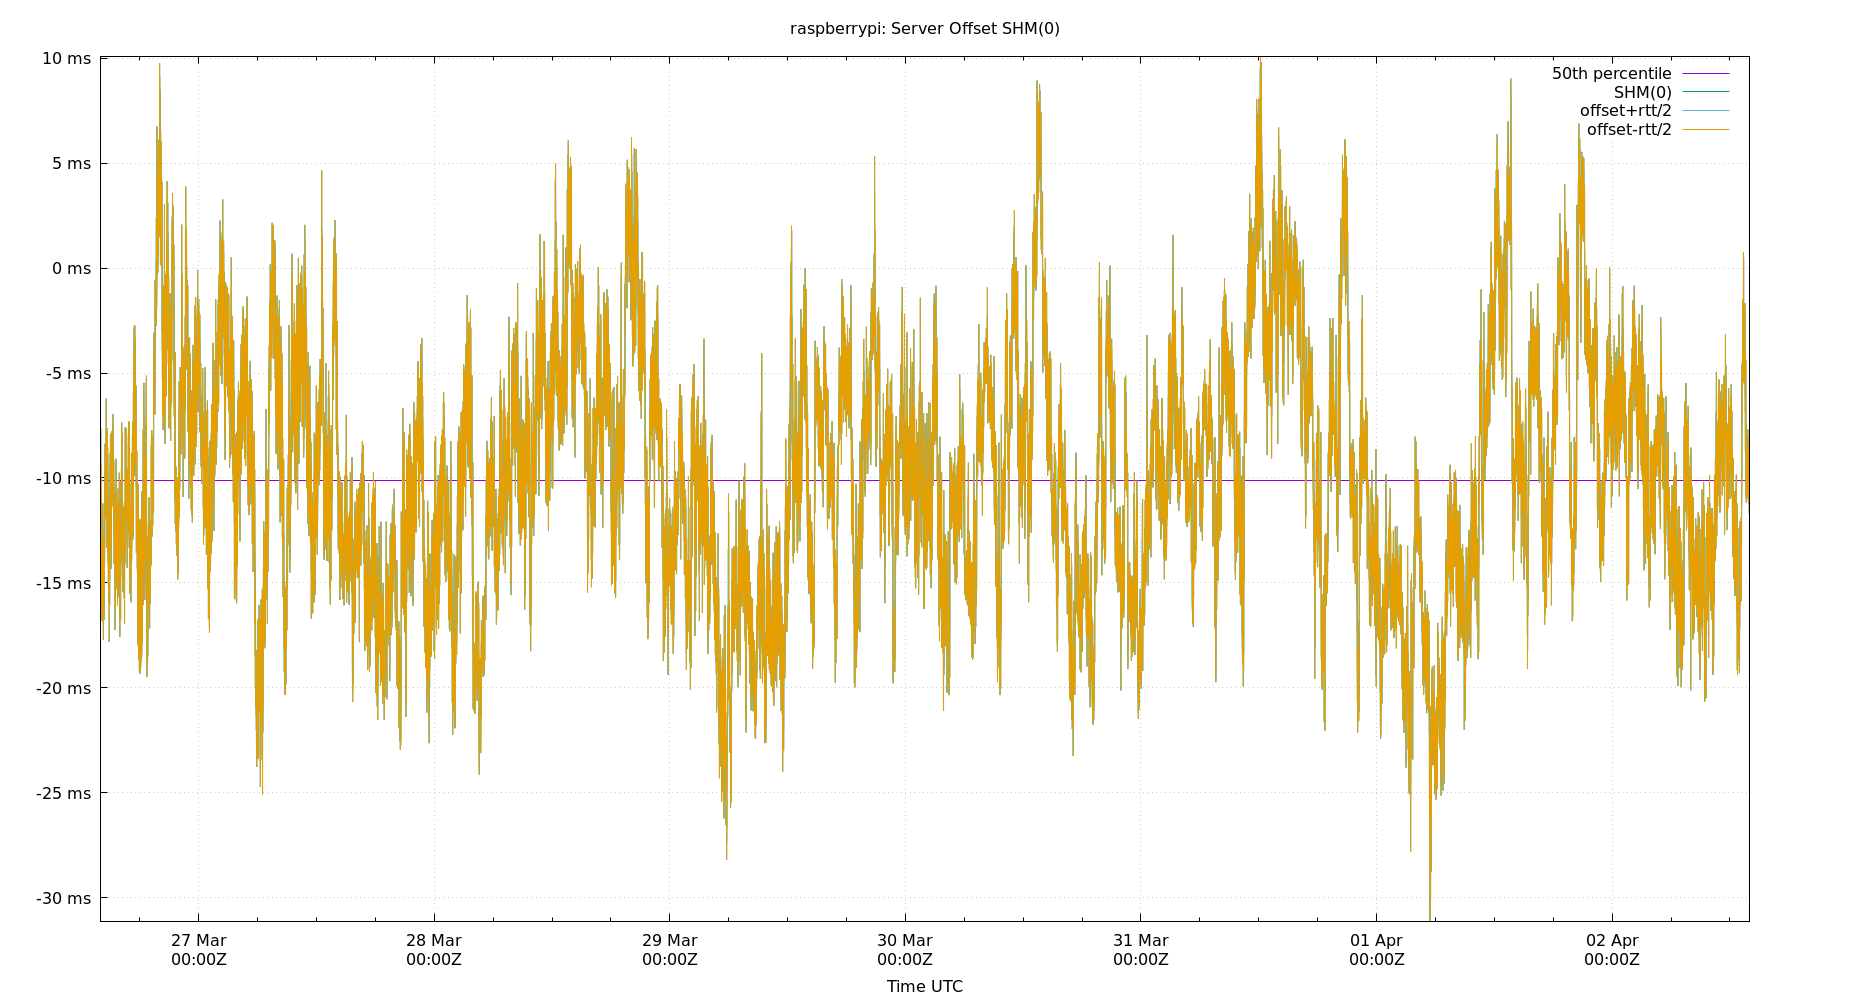 raspberrypi: Server Offset SHM(0)
50th percentile
SHM(0)
offset+rtt/2
offset-rtt/2
10 ms
5 ms
0 ms
-5 ms
-10 ms
-15 ms
-20 ms
-25 ms
-30 ms
27 Mar 28 Mar 29 Mar 30 Mar 31 Mar 01 Apr 02 Apr
00:00Z 00:00Z 00:00Z 00:00Z 00:00Z 00:00Z 00:00Z
Time UTC